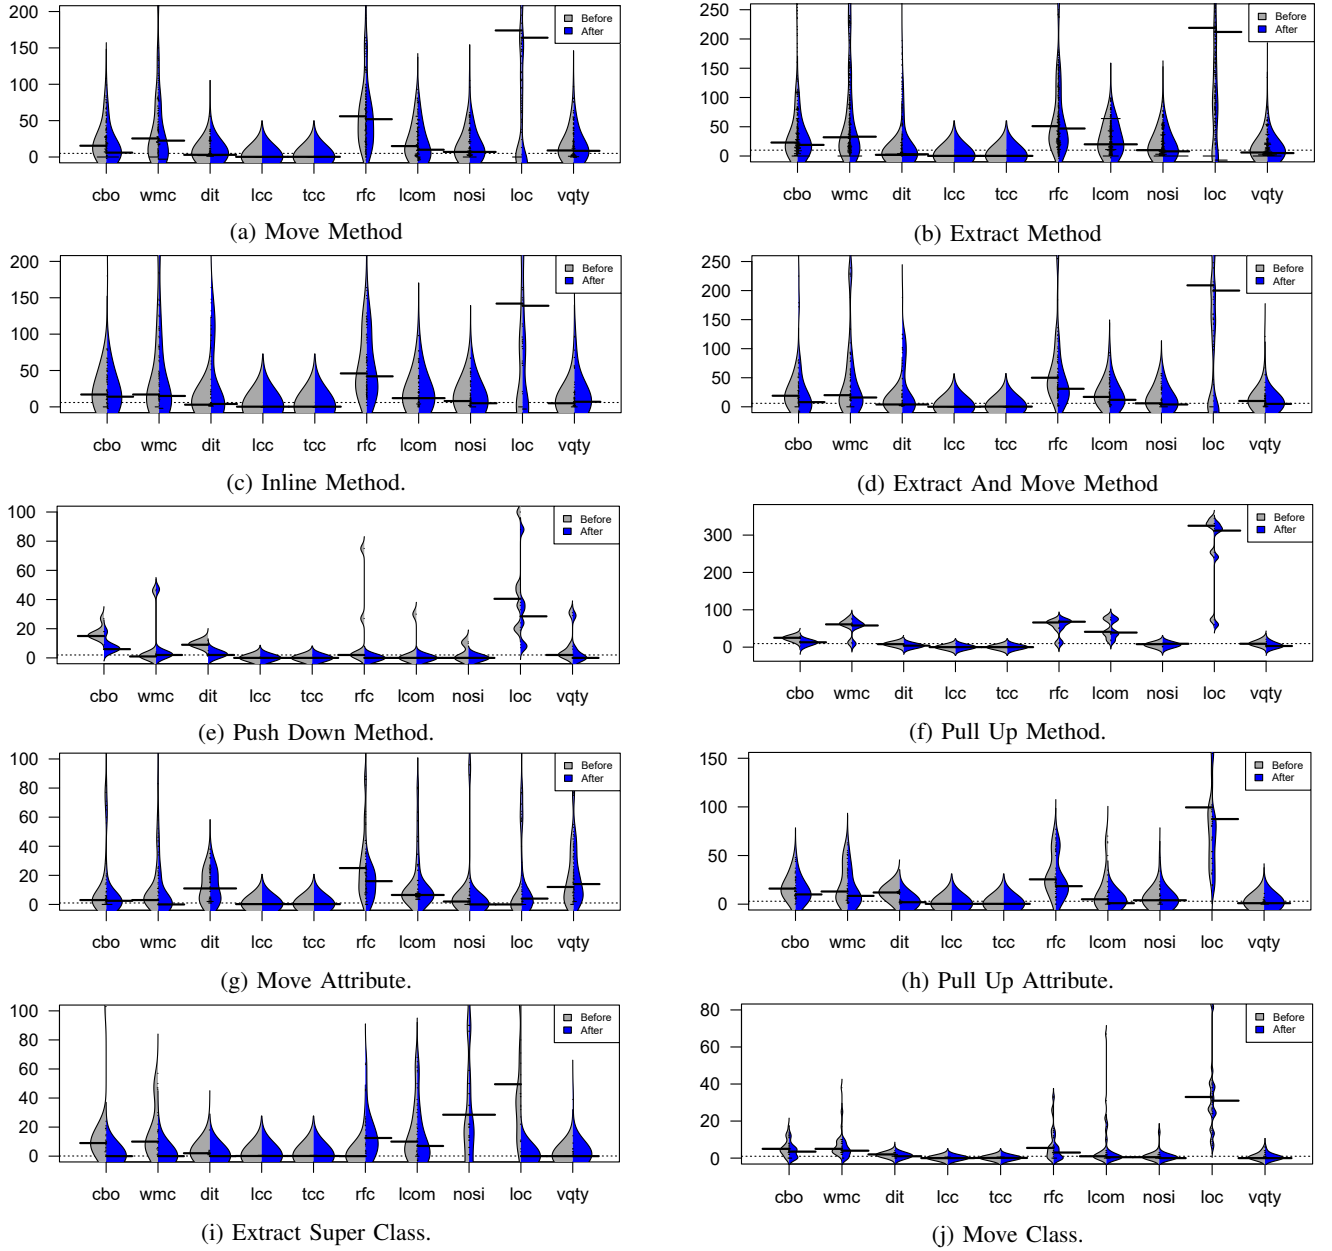 200
150
100
50
0
Before
After
cbo wmc dit lcc tcc rfc lcom nosi loc vqty
(a) Move Method
250
200
150
100
50
0
Before
After
cbo wmc dit lcc tcc rfc lcom nosi loc vqty
(b) Extract Method
200
150
100
50
0
Before
After
cbo wmc dit lcc tcc rfc lcom nosi loc vqty
(c) Inline Method.
250
200
150
100
50
0
Before
After
cbo wmc dit lcc tcc rfc lcom nosi loc vqty
(d) Extract And Move Method
100
80
60
40
20
0
Before
After
cbo wmc dit lcc tcc rfc lcom nosi loc vqty
(e) Push Down Method.
300
200
100
0
Before
After
cbo wmc dit lcc tcc rfc lcom nosi loc vqty
(f) Pull Up Method.
100
80
60
40
20
0
Before
After
cbo wmc dit lcc tcc rfc lcom nosi loc vqty
(g) Move Attribute.
150
100
50
0
Before
After
cbo wmc dit lcc tcc rfc lcom nosi loc vqty
(h) Pull Up Attribute.
100
80
60
40
20
0
Before
After
cbo wmc dit lcc tcc rfc lcom nosi loc vqty
(i) Extract Super Class.
80
60
40
20
0
Before
After
cbo wmc dit lcc tcc rfc lcom nosi loc vqty
(j) Move Class.